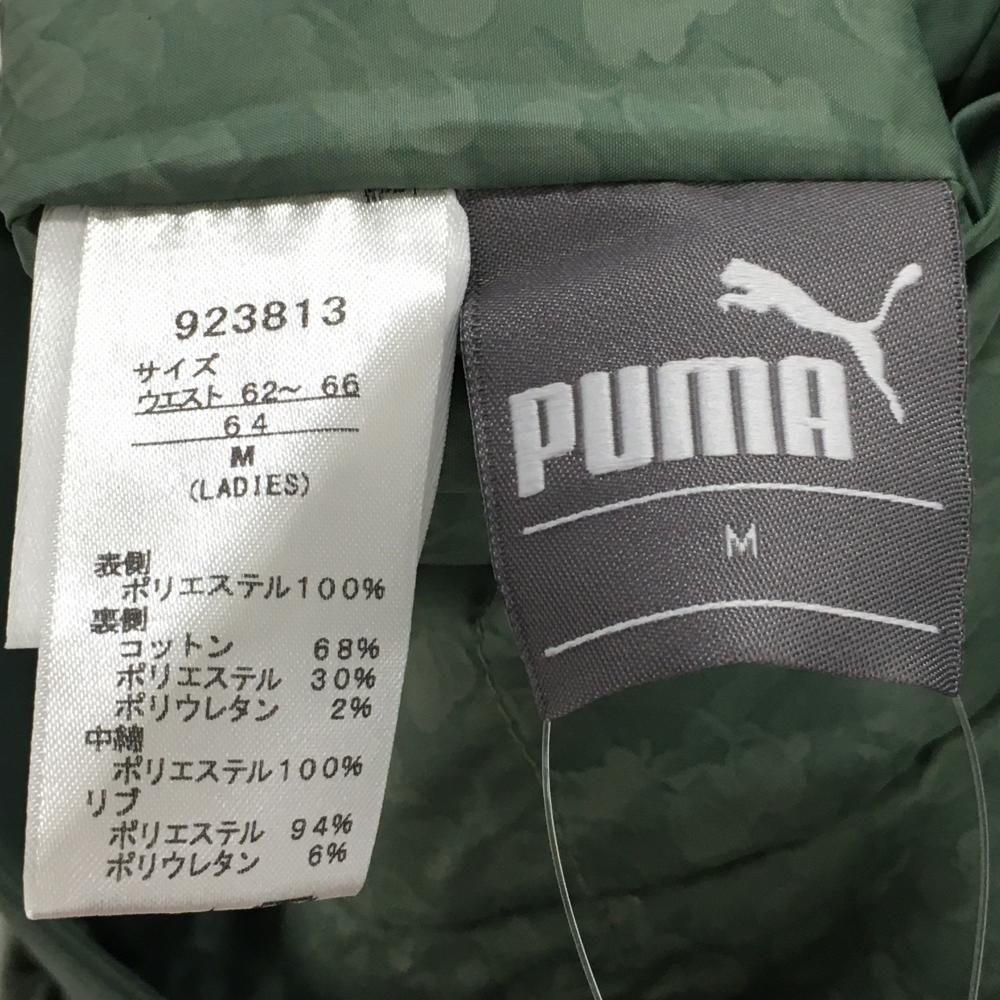 923813
サイズ
ウエスト 62～ 66
64
M
(LADIES)
表側
ポリエステル100%
裏側
コットン 68%
ポリエステル 30%
ポリウレタン 2%
中綿
ポリエステル100%
リブ
ポリエステル 94%
ポリウレタン 6%
PUMA
M